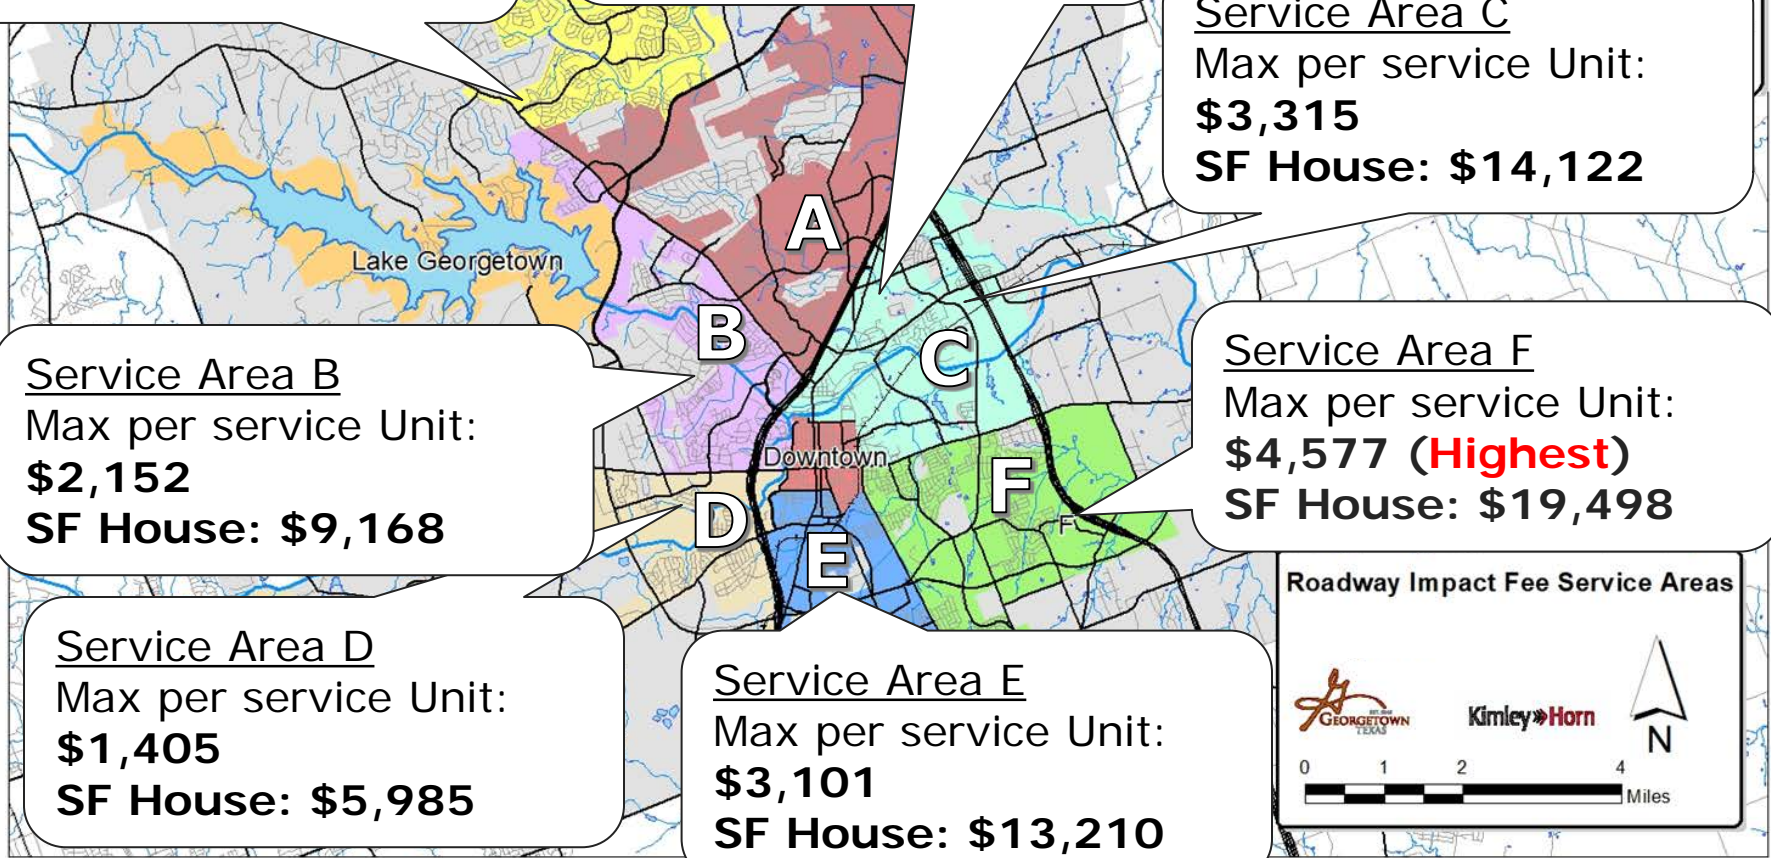 Service Area C
Max per service Unit:
$3,315
SF House: $14,122
A
Lake Georgetown
B
C
Service Area B
Max per service Unit:
$2,152
SF House: $9,168
Service Area F
Max per service Unit:
$4,577 (Highest)
SF House: $19,498
Downtown
D
E
F
F
Service Area D
Max per service Unit:
$1,405
SF House: $5,985
Service Area E
Max per service Unit:
$3,101
SF House: $13,210
Roadway Impact Fee Service Areas
GEORGETOWN
TEXAS
Kimley»Horn
N
0 1 2 4
Miles